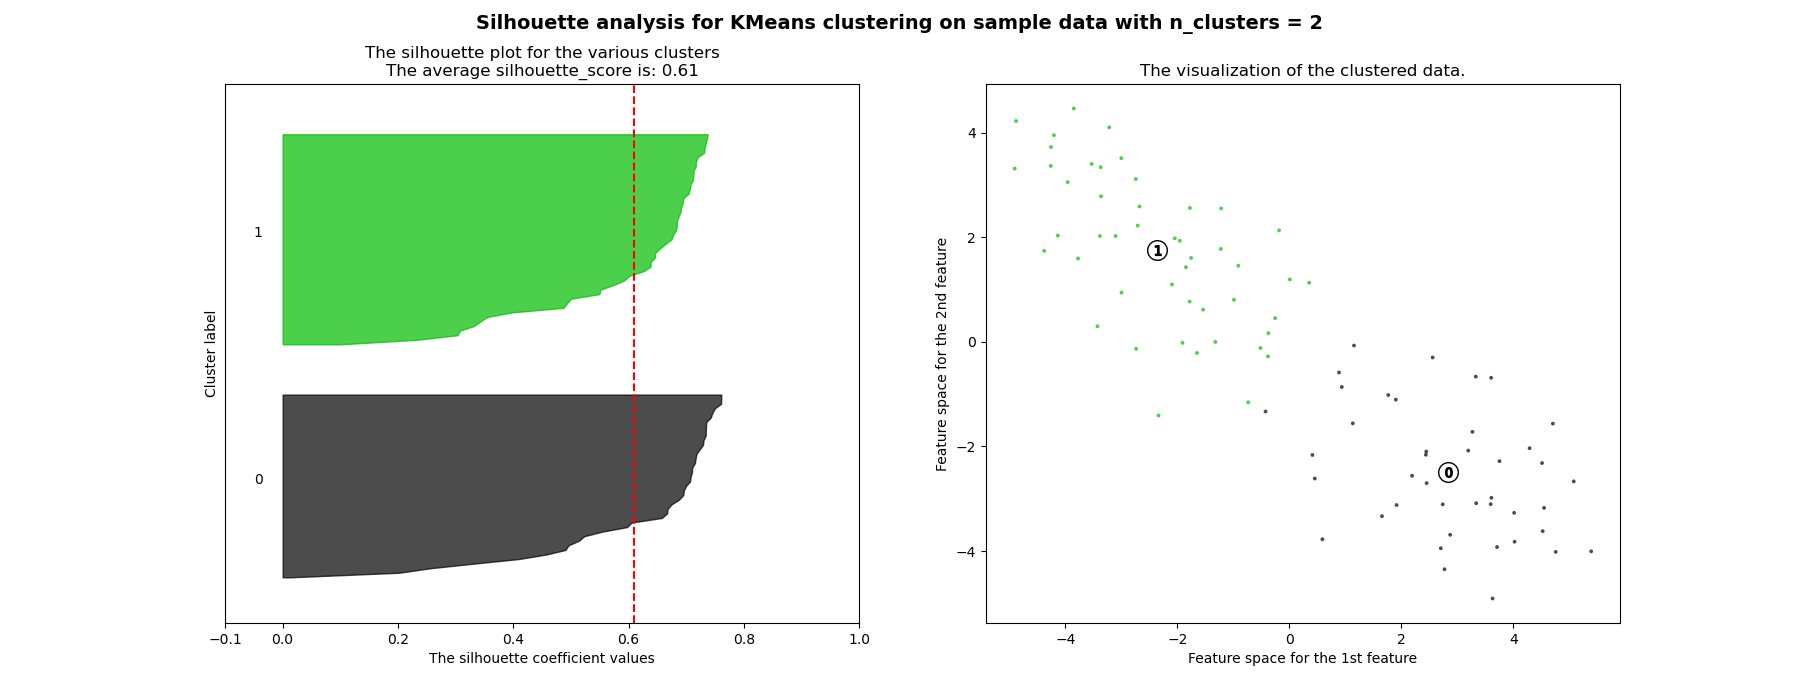 Silhouette analysis for KMeans clustering on sample data with n_clusters = 2
The silhouette plot for the various clusters
The average silhouette_score is: 0.61
Cluster label
1
0
−0.1 0.0 0.2 0.4 0.6 0.8 1.0
The silhouette coefficient values
The visualization of the clustered data.
Feature space for the 2nd feature
4
2
0
−2
−4
1
0
−4 −2 0 2 4
Feature space for the 1st feature